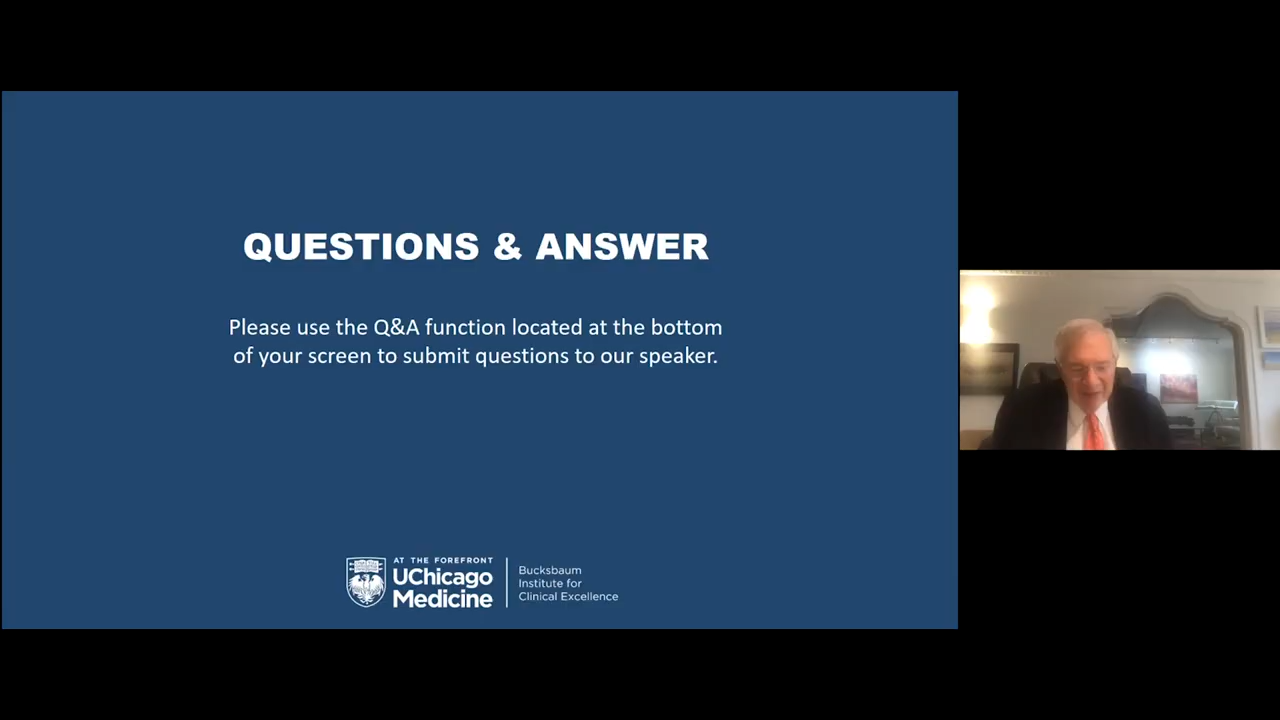 QUESTIONS & ANSWER
Please use the Q&A function located at the bottom
of your screen to submit questions to our speaker.
AT THE FOREFRONT
UChicago
Medicine
Bucksbaum
Institute for
Clinical Excellence